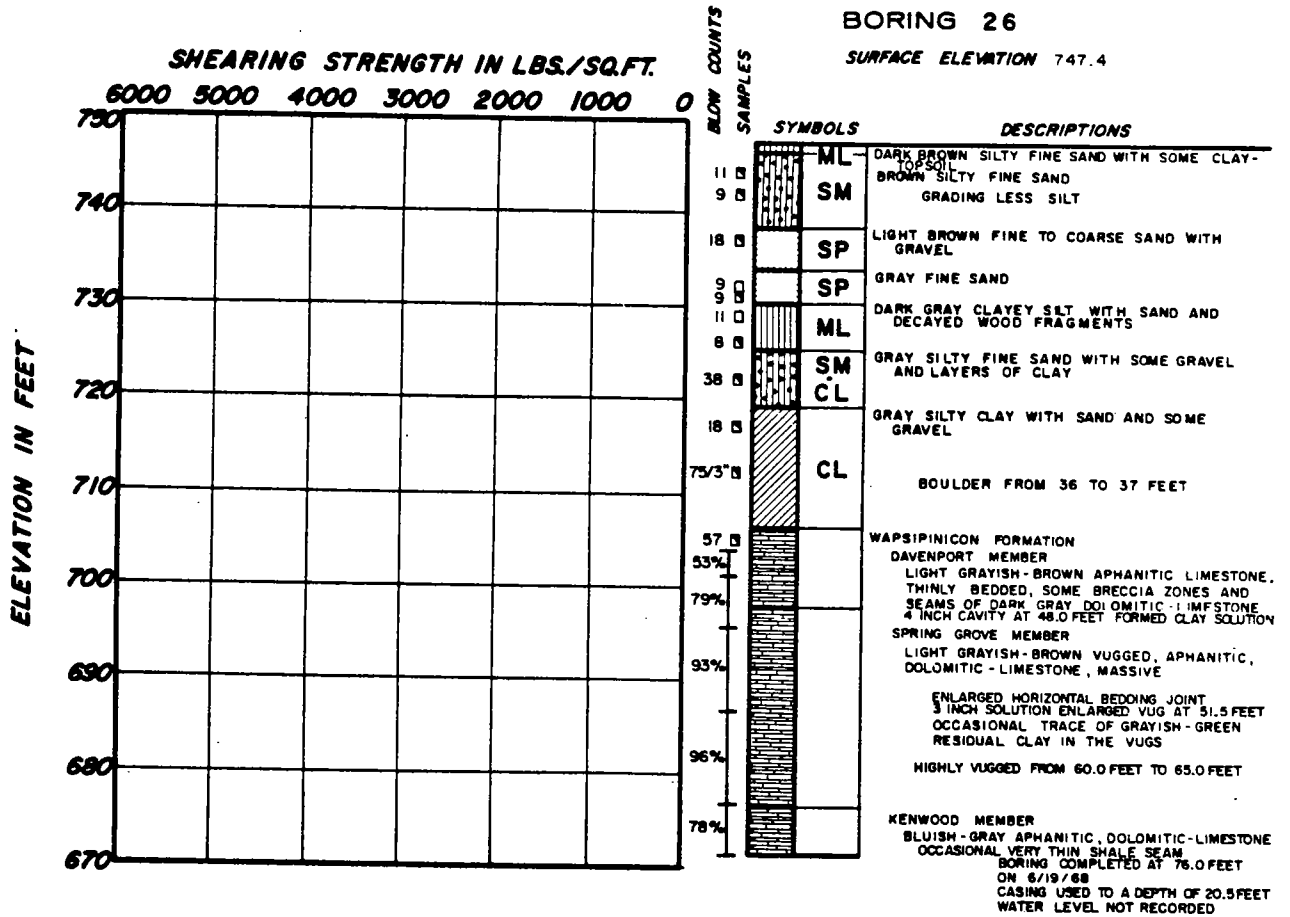 BORING 26
SURFACE ELEVATION 747.4
SHEARING STRENGTH IN LBS./SQ.FT.
6000 5000 4000 3000 2000 1000 0
BLOW COUNTS
SAMPLES
SYMBOLS
DESCRIPTIONS
ELEVATION IN FEET
750
740
730
720
710
700
690
680
670
11
9
18
9
9
11
8
38
18
75/3"
57
53%
79%
93%
96%
78%
ML
SM
SP
SP
ML
SM
CL
CL
DARK BROWN SILTY FINE SAND WITH SOME CLAY-
TOPSOIL
BROWN SILTY FINE SAND
GRADING LESS SILT
LIGHT BROWN FINE TO COARSE SAND WITH
GRAVEL
GRAY FINE SAND
DARK GRAY CLAYEY SILT WITH SAND AND
DECAYED WOOD FRAGMENTS
GRAY SILTY FINE SAND WITH SOME GRAVEL
AND LAYERS OF CLAY
GRAY SILTY CLAY WITH SAND AND SOME
GRAVEL
BOULDER FROM 36 TO 37 FEET
WAPSIPINICON FORMATION
DAVENPORT MEMBER
LIGHT GRAYISH-BROWN APHANITIC LIMESTONE,
THINLY BEDDED, SOME BRECCIA ZONES AND
SEAMS OF DARK GRAY DOLOMITIC-LIMESTONE
4 INCH CAVITY AT 48.0 FEET FORMED CLAY SOLUTION
SPRING GROVE MEMBER
LIGHT GRAYISH-BROWN VUGGED, APHANITIC,
DOLOMITIC-LIMESTONE, MASSIVE
ENLARGED HORIZONTAL BEDDING JOINT
3 INCH SOLUTION ENLARGED VUG AT 51.5 FEET
OCCASIONAL TRACE OF GRAYISH-GREEN
RESIDUAL CLAY IN THE VUGS
HIGHLY VUGGED FROM 60.0 FEET TO 65.0 FEET
KENWOOD MEMBER
BLUISH-GRAY APHANITIC, DOLOMITIC-LIMESTONE
OCCASIONAL VERY THIN SHALE SEAM
BORING COMPLETED AT 76.0 FEET
ON 6/19/68
CASING USED TO A DEPTH OF 20.5 FEET
WATER LEVEL NOT RECORDED